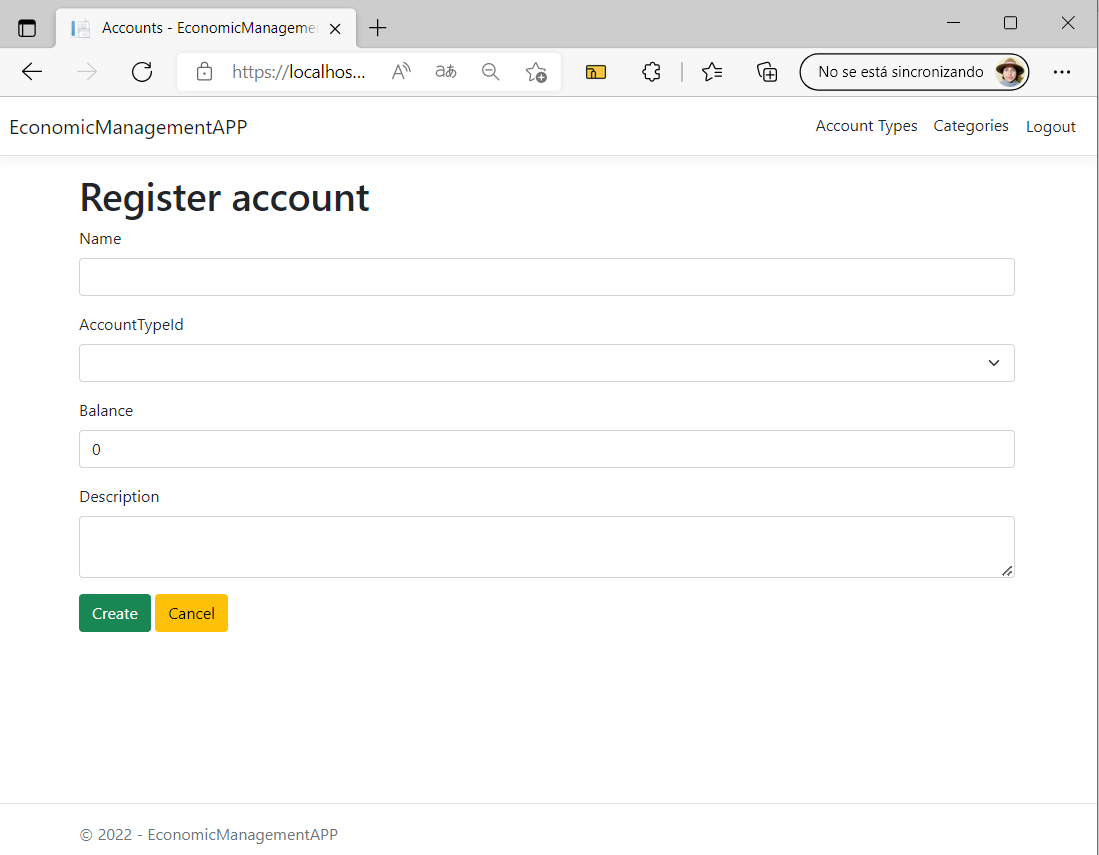 Accounts - EconomicManageme
https://localhos...
No se está sincronizando
EconomicManagementAPP
Account Types
Categories
Logout
Register account
Name
AccountTypeId
Balance
0
Description
Create
Cancel
© 2022 - EconomicManagementAPP